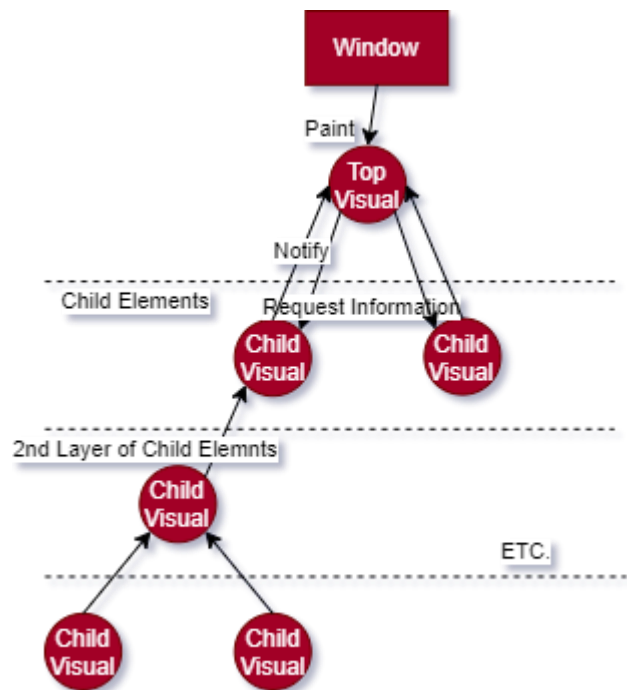 Window
Paint
Top
Visual
Notify
Child Elements
Request Information
Child
Visual
Child
Visual
2nd Layer of Child Elemnts
Child
Visual
ETC.
Child
Visual
Child
Visual